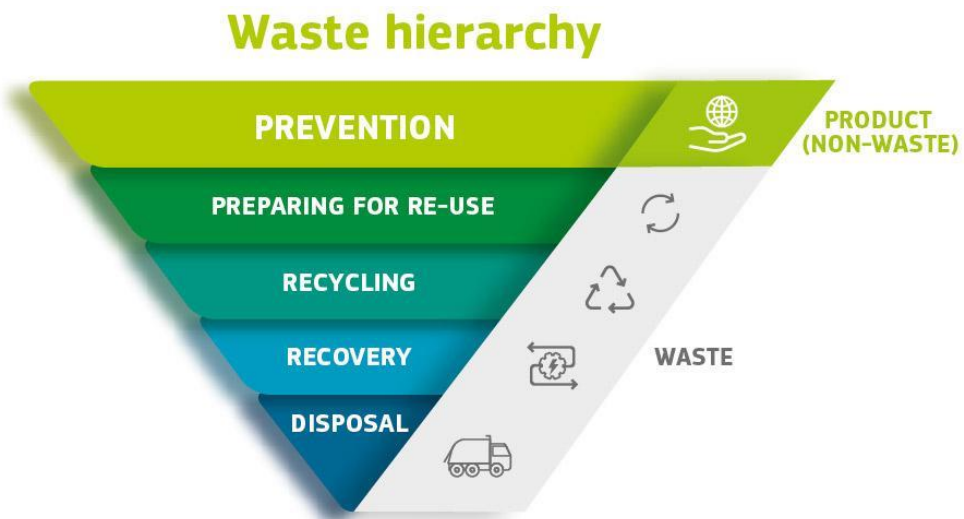 Waste hierarchy
PREVENTION
PRODUCT
(NON-WASTE)
PREPARING FOR RE-USE
RECYCLING
RECOVERY
WASTE
DISPOSAL